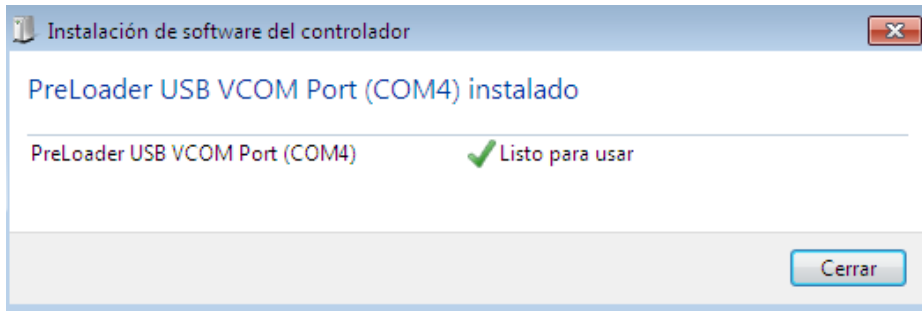 Instalación de software del controlador
PreLoader USB VCOM Port (COM4) instalado
PreLoader USB VCOM Port (COM4) Listo para usar
Cerrar